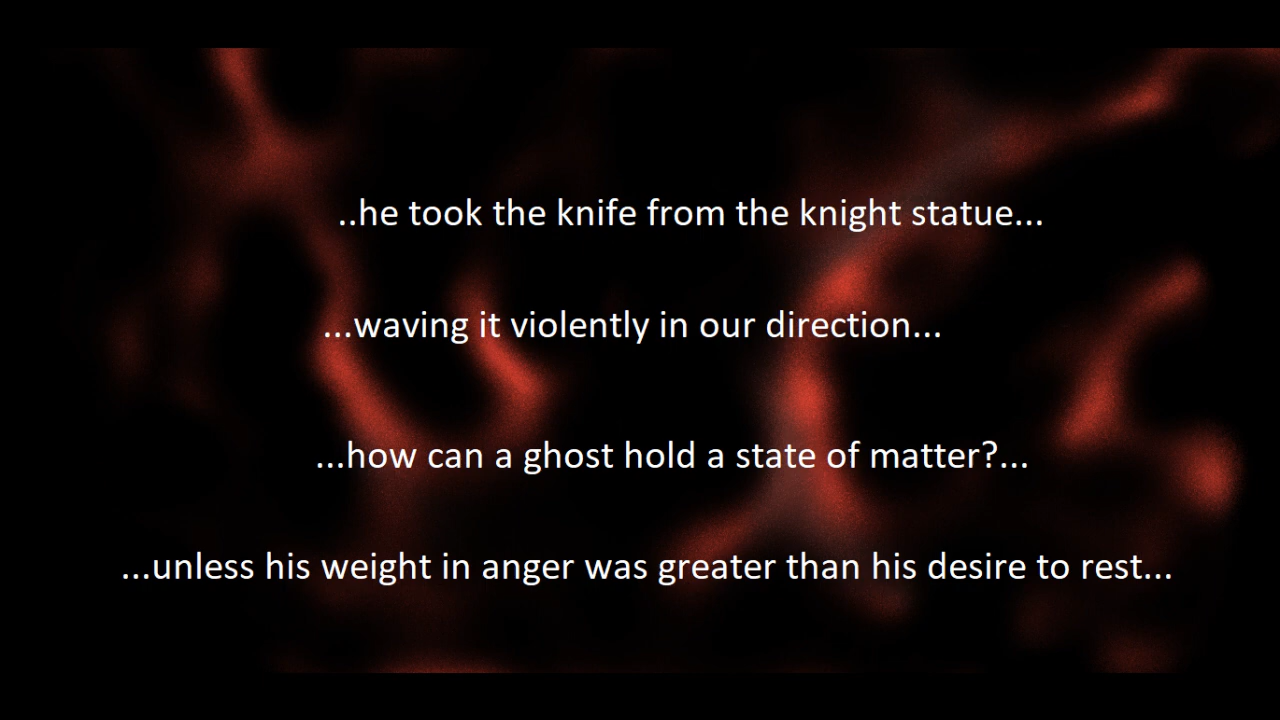 ..he took the knife from the knight statue...
...waving it violently in our direction...
...how can a ghost hold a state of matter?...
...unless his weight in anger was greater than his desire to rest...